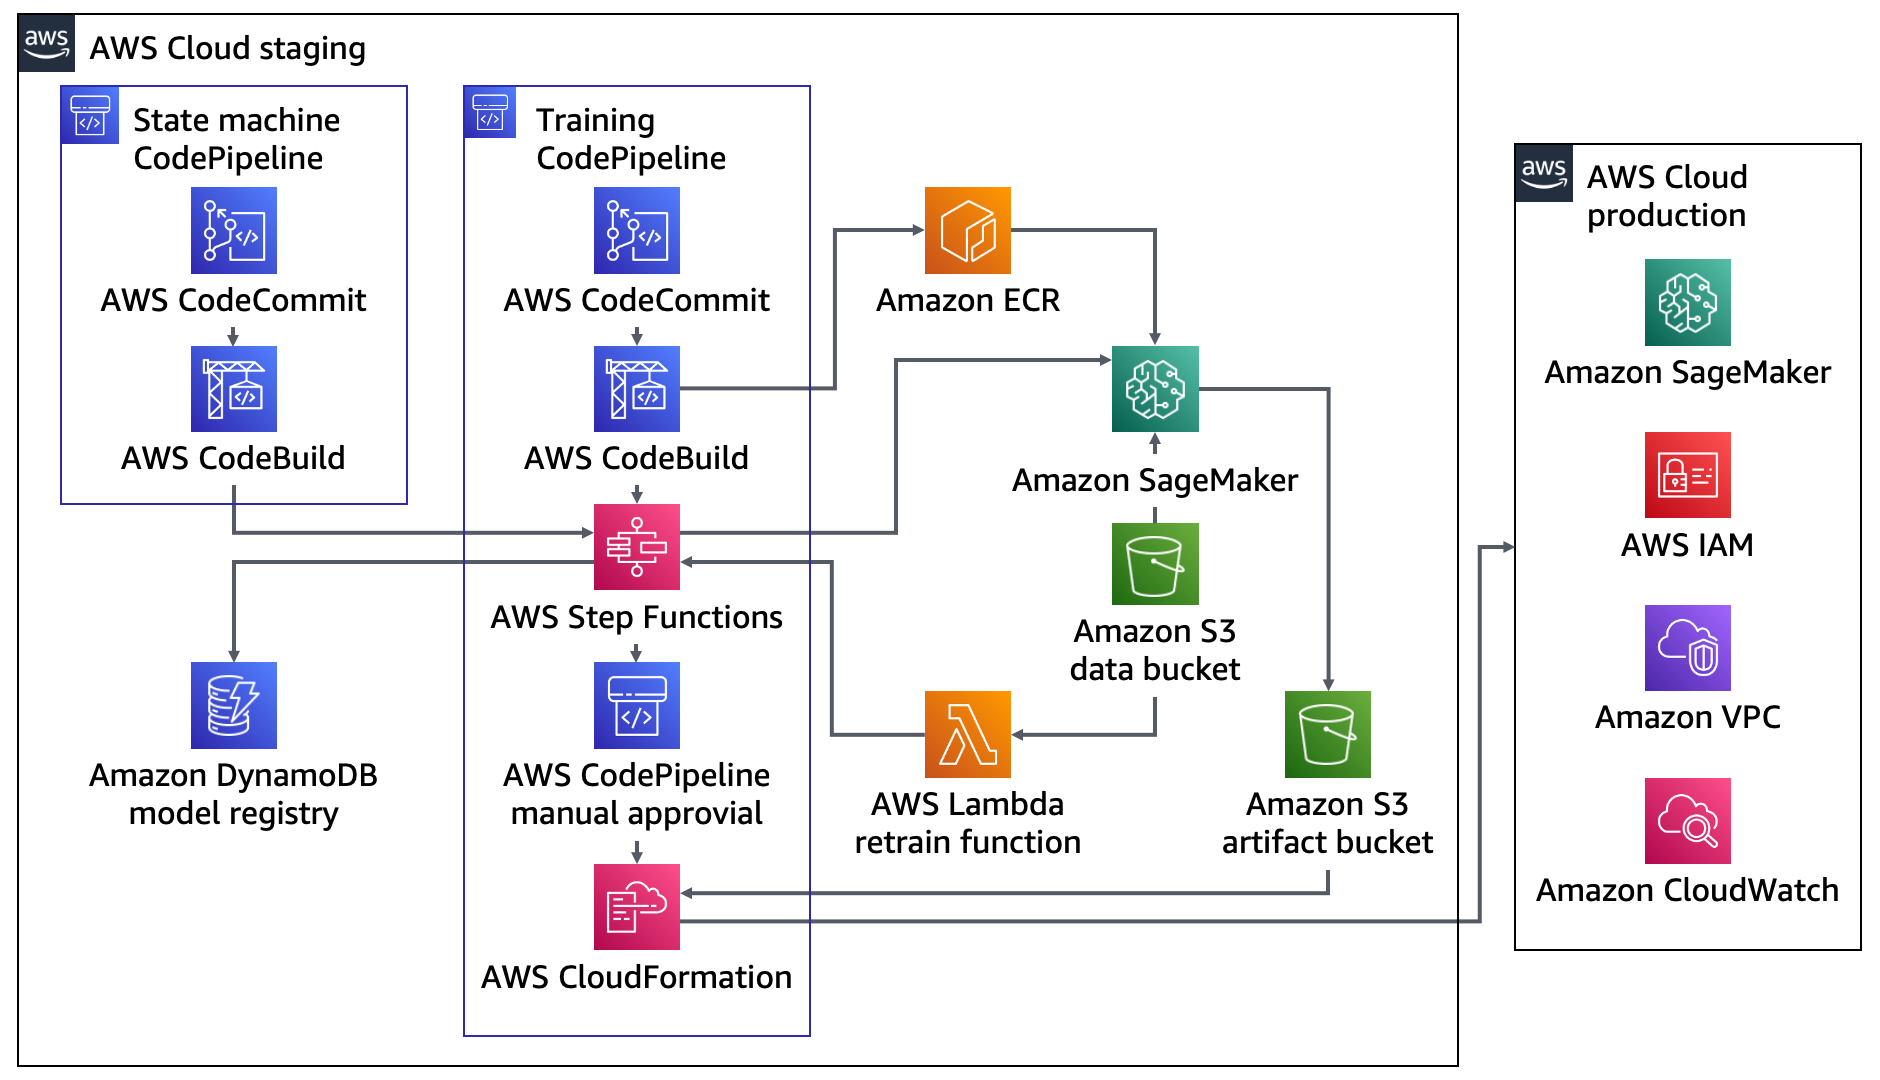 aws
AWS Cloud staging
State machine
CodePipeline
AWS CodeCommit
AWS CodeBuild
Training
CodePipeline
AWS CodeCommit
AWS CodeBuild
AWS Step Functions
AWS CodePipeline
manual approvial
AWS CloudFormation
Amazon DynamoDB
model registry
Amazon ECR
Amazon SageMaker
Amazon S3
data bucket
AWS Lambda
retrain function
Amazon S3
artifact bucket
aws
AWS Cloud
production
Amazon SageMaker
AWS IAM
Amazon VPC
Amazon CloudWatch